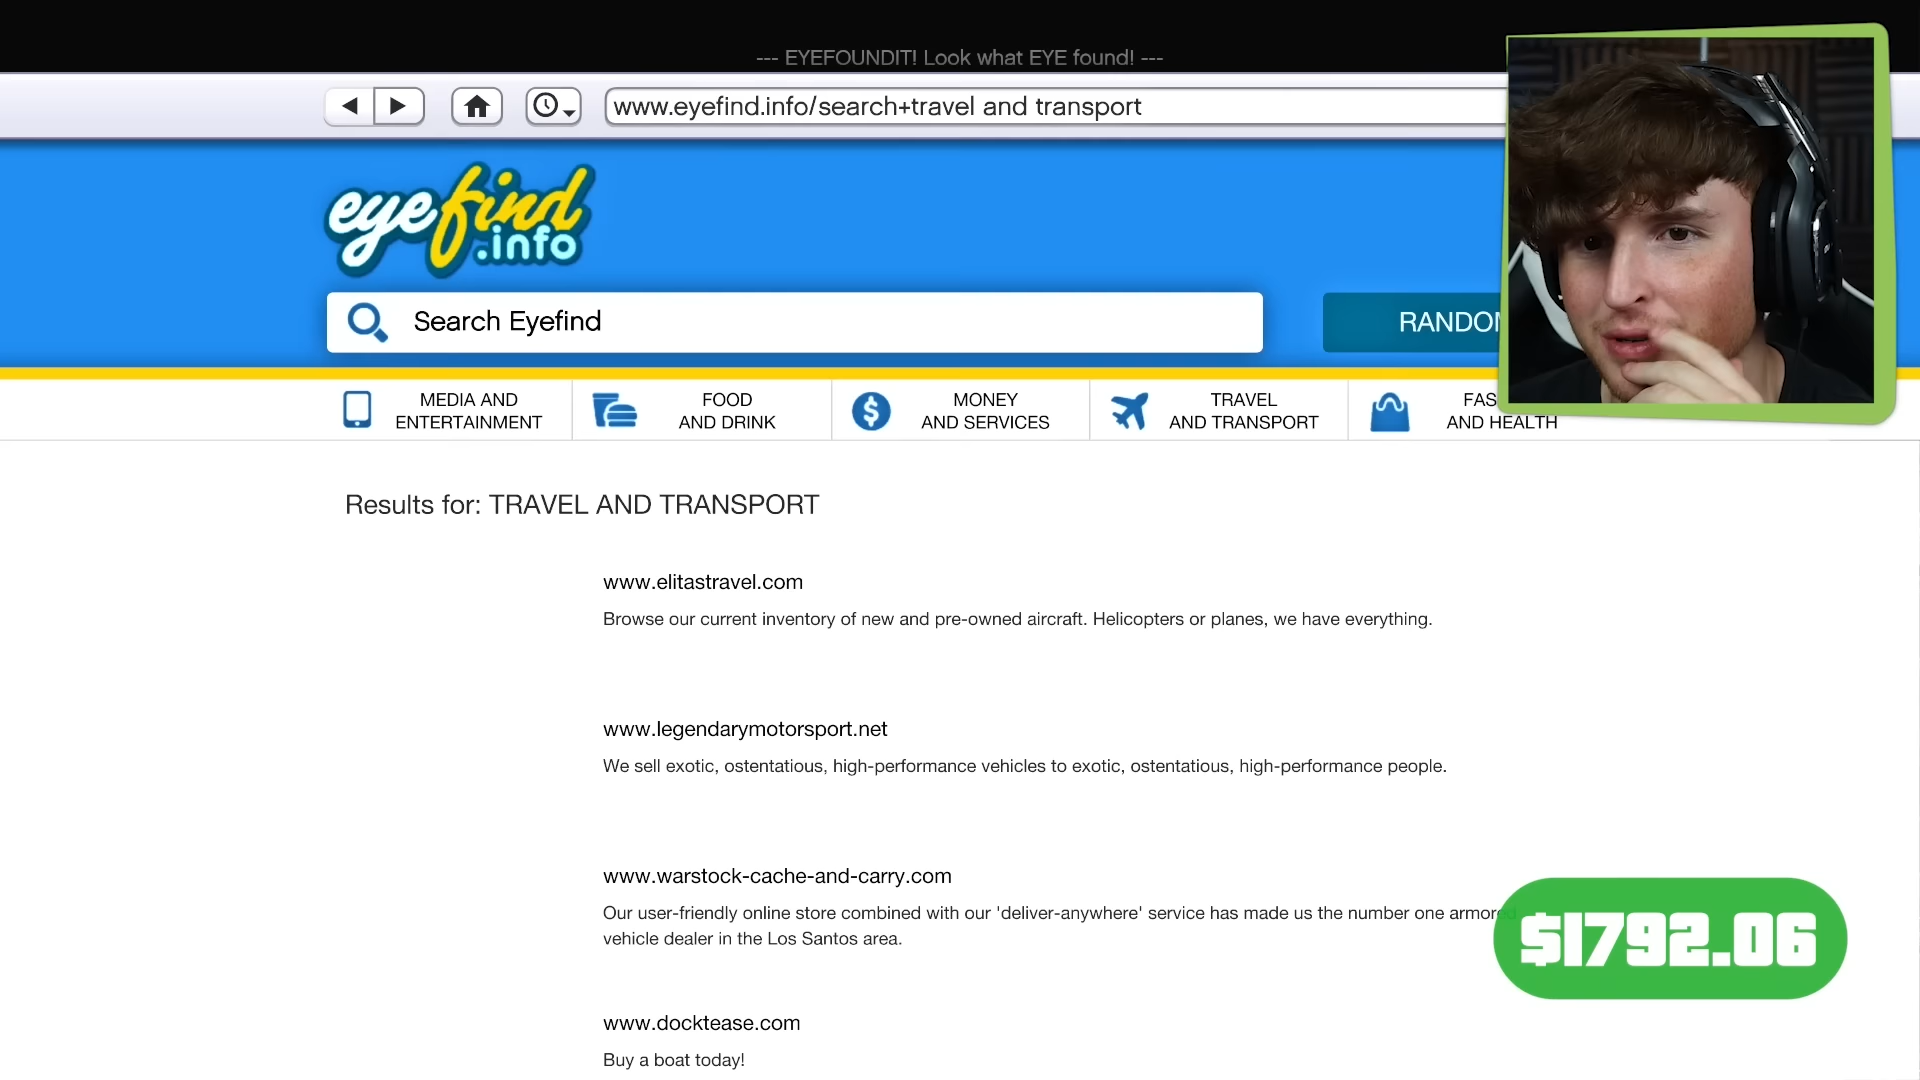 --- EYEFOUNDIT! Look what EYE found! ---
www.eyefind.info/search+travel and transport
eyefind
.info
Search Eyefind
RANDOM
MEDIA AND
ENTERTAINMENT
FOOD
AND DRINK
MONEY
AND SERVICES
TRAVEL
AND TRANSPORT
FAS
AND HEALTH
Results for: TRAVEL AND TRANSPORT
www.elitastravel.com
Browse our current inventory of new and pre-owned aircraft. Helicopters or planes, we have everything.
www.legendarymotorsport.net
We sell exotic, ostentatious, high-performance vehicles to exotic, ostentatious, high-performance people.
www.warstock-cache-and-carry.com
Our user-friendly online store combined with our 'deliver-anywhere' service has made us the number one armored
vehicle dealer in the Los Santos area.
$1792.06
www.docktease.com
Buy a boat today!